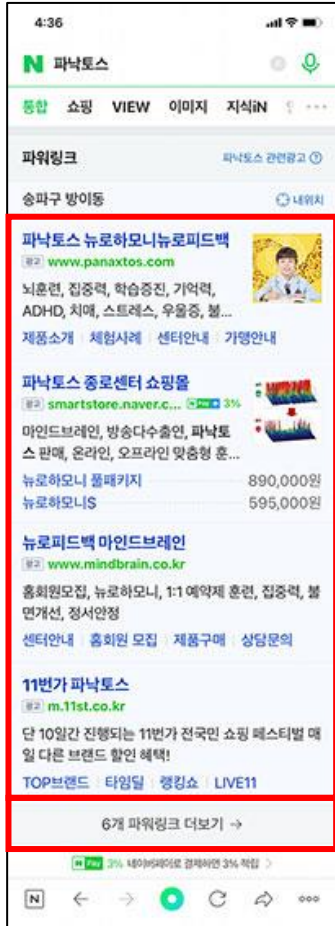 4:36
N 파낙토스
통합 쇼핑 VIEW 이미지 지식iN
파워링크 파낙토스 관련광고
송파구 방이동 내위치
파낙토스 뉴로하모니뉴로피드백
광고 www.panaxtos.com
뇌훈련, 집중력, 학습증진, 기억력,
ADHD, 치매, 스트레스, 우울증, 불...
제품소개 체험사례 센터안내 가맹안내
파낙토스 종로센터 쇼핑몰
광고 smartstore.naver.c... N Pay 3%
마인드브레인, 방송다수출연, 파낙토
스 판매, 온라인, 오프라인 맞춤형 훈...
뉴로하모니 풀패키지 890,000원
뉴로하모니S 595,000원
뉴로피드백 마인드브레인
광고 www.mindbrain.co.kr
홈회원모집, 뉴로하모니, 1:1 예약제 훈련, 집중력, 불
면개선, 정서안정
센터안내 홈회원 모집 제품구매 상담문의
11번가 파낙토스
광고 m.11st.co.kr
단 10일간 진행되는 11번가 전국민 쇼핑 페스티벌 매
일 다른 브랜드 할인 혜택!
TOP브랜드 타임딜 랭킹쇼 LIVE11
6개 파워링크 더보기 →
N Pay 3% 네이버페이로 결제하면 3% 적립 >
N